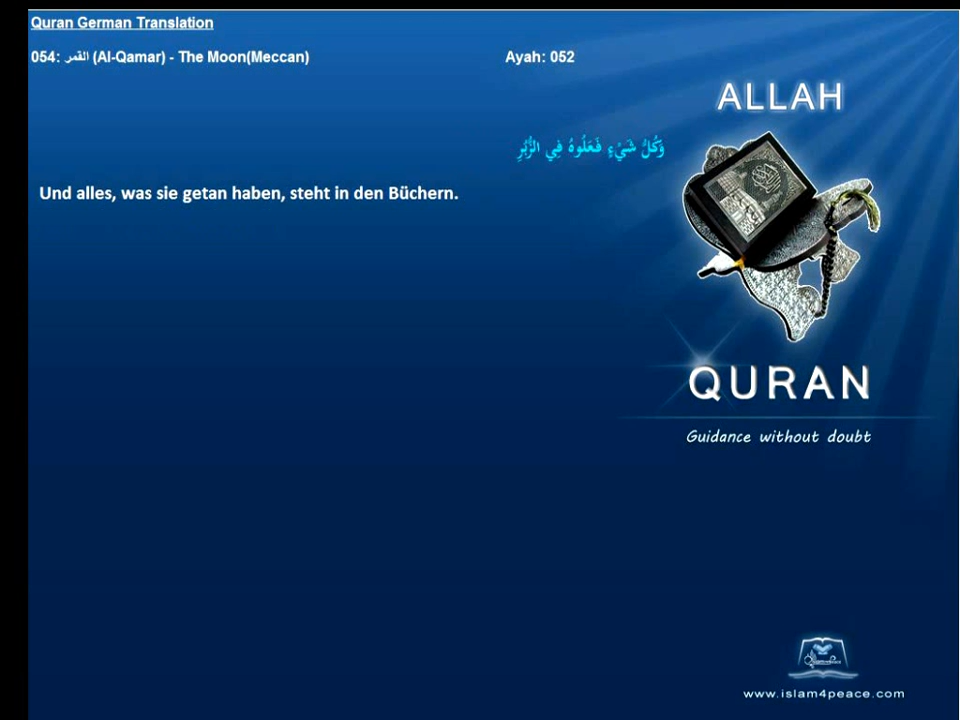 Quran German Translation
054: القمر (Al-Qamar) - The Moon(Meccan) Ayah: 052
ALLAH
وَكُلُّ شَيْءٍ فَعَلُوهُ فِي الزُّبُرِ
Und alles, was sie getan haben, steht in den Büchern.
QURAN
Guidance without doubt
www.islam4peace.com